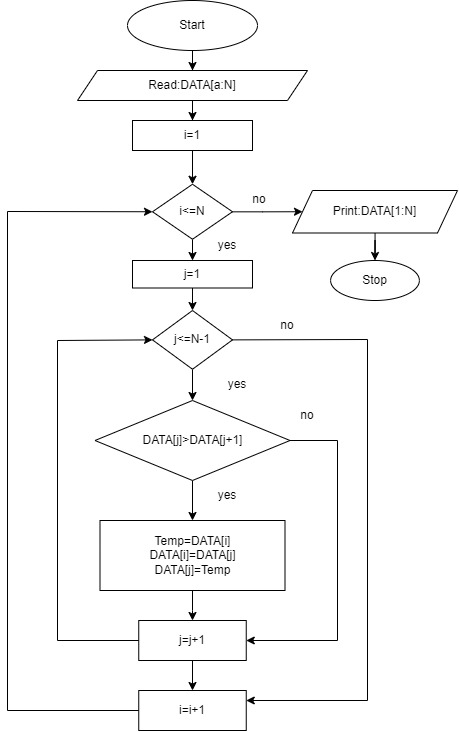 Start
Read:DATA[a:N]
i=1
i<=N
no
Print:DATA[1:N]
yes
Stop
j=1
j<=N-1
no
yes
no
DATA[j]>DATA[j+1]
yes
Temp=DATA[i]
DATA[i]=DATA[j]
DATA[j]=Temp
j=j+1
i=i+1